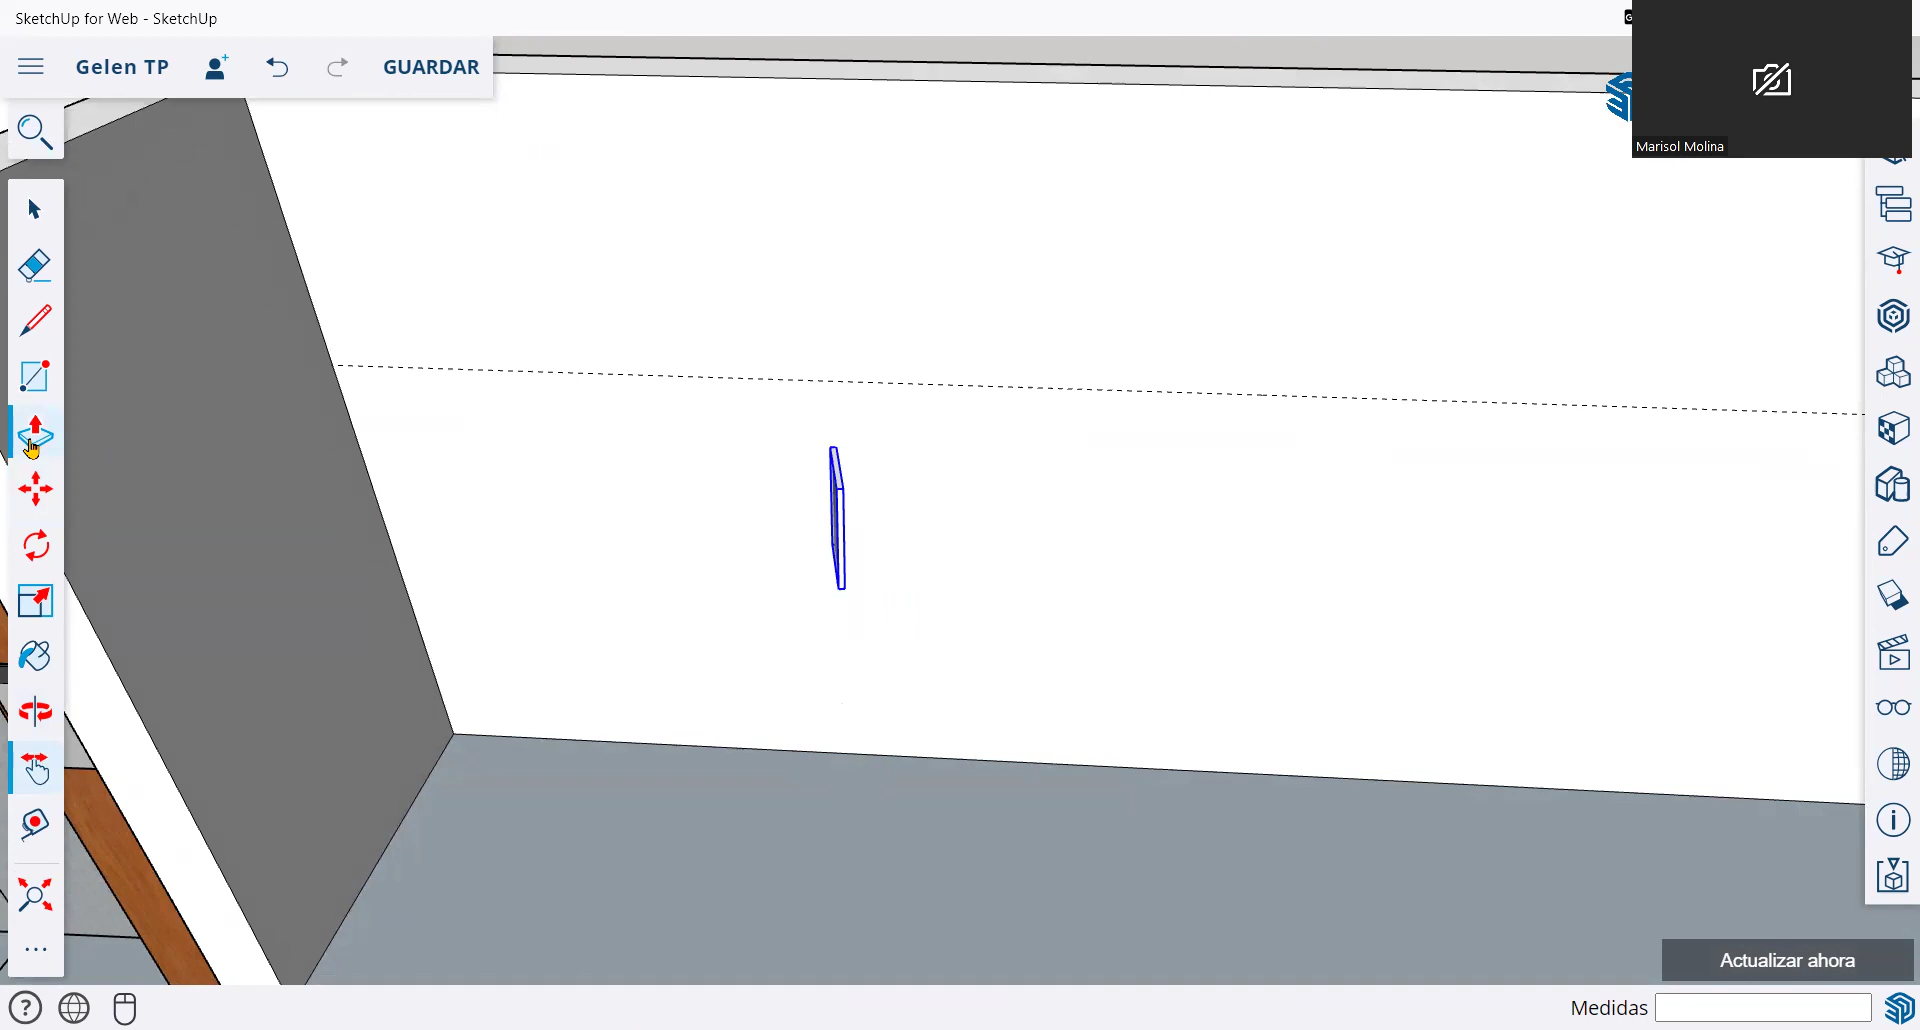 SketchUp for Web - SketchUp
Gelen TP
GUARDAR
Marisol Molina
Actualizar ahora
Medidas